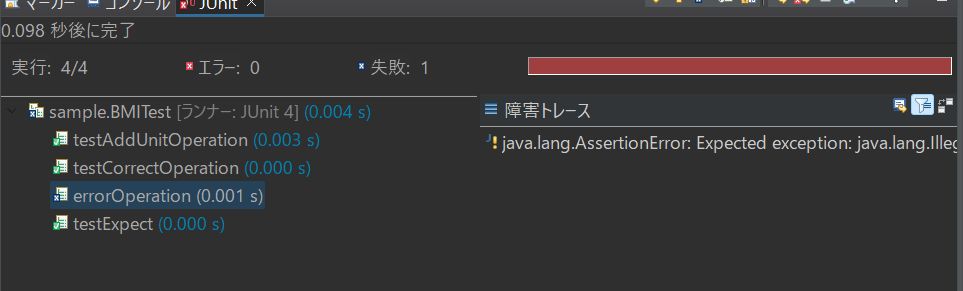 マーカー コンソール JUnit
0.098 秒後に完了
実行: 4/4 エラー: 0 失敗: 1
sample.BMITest [ランナー: JUnit 4] (0.004 s)
障害トレース
testAddUnitOperation (0.003 s)
java.lang.AssertionError: Expected exception: java.lang.Illeg
testCorrectOperation (0.000 s)
errorOperation (0.001 s)
testExpect (0.000 s)